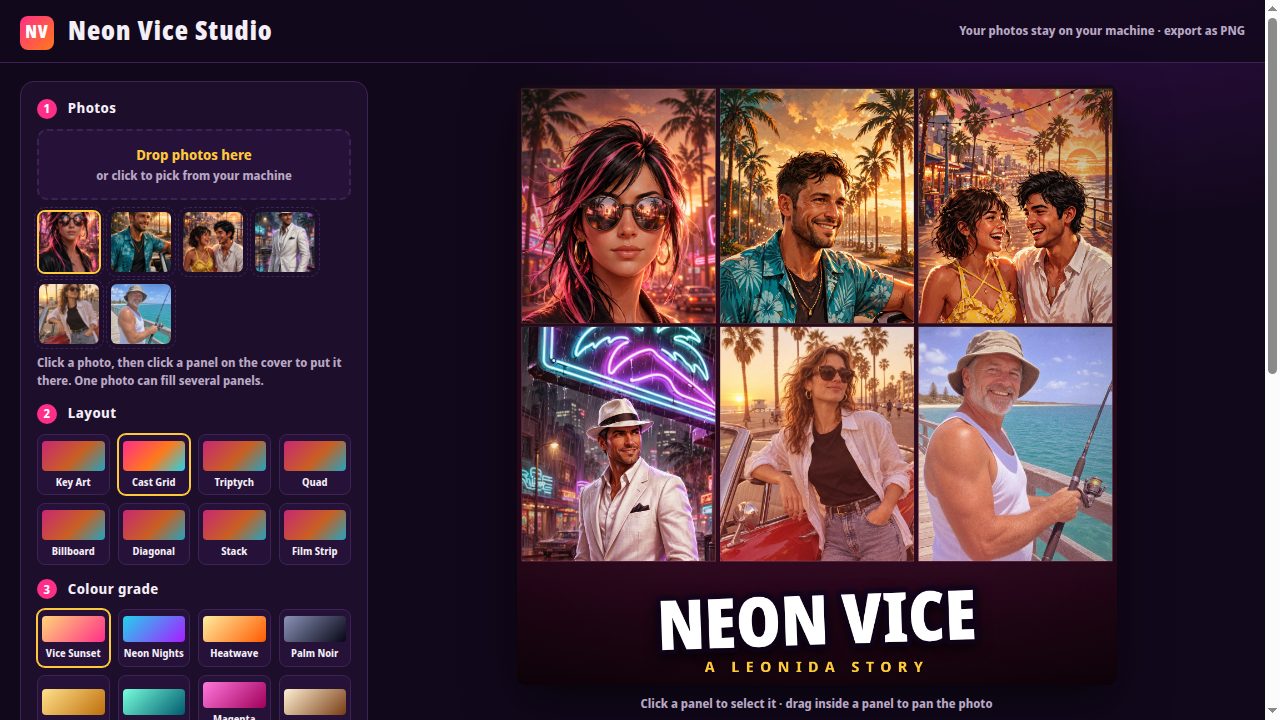 NV
Neon Vice Studio
Your photos stay on your machine · export as PNG
1 Photos
Drop photos here
or click to pick from your machine
Click a photo, then click a panel on the cover to put it
there. One photo can fill several panels.
2 Layout
Key Art
Cast Grid
Triptych
Quad
Billboard
Diagonal
Stack
Film Strip
3 Colour grade
Vice Sunset
Neon Nights
Heatwave
Palm Noir
Magenta
NEON VICE
A LEONIDA STORY
Click a panel to select it · drag inside a panel to pan the photo